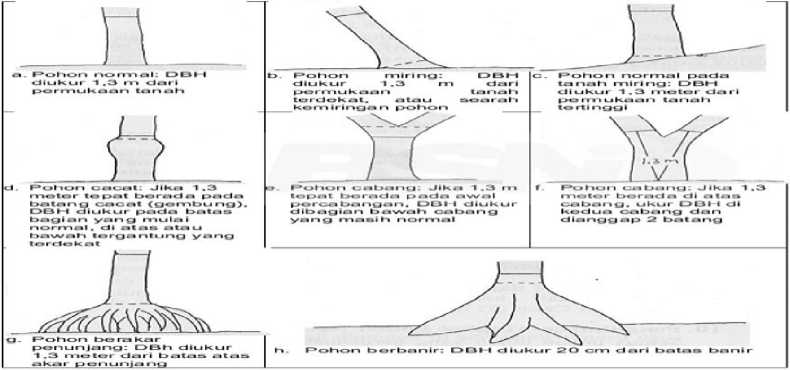 a. Pohon normal: DBH
diukur 1,3 m dari
permukaan tanah
b. Pohon miring: DBH
diukur 1,3 m dari
permukaan tanah
terdekat, atau searah
kemiringan pohon
c. Pohon normal pada
tanah miring: DBH
diukur 1,3 meter dari
permukaan tanah
tertinggi
d. Pohon cacat: Jika 1,3
meter tepat berada pada
batang cacat (gembung),
DBH diukur pada batas
bagian yang mulai
normal, di atas atau
bawah tergantung yang
terdekat
e. Pohon cabang: Jika 1,3 m
tepat berada pada awal
percabangan, DBH diukur
dibagian bawah cabang
yang masih normal
1.3 m
f. Pohon cabang: Jika 1,3
meter berada di atas
cabang, ukur DBH di
kedua cabang dan
dianggap 2 batang
g. Pohon berakar
penunjang: DBh diukur
1,3 meter dari batas atas
akar penunjang
h. Pohon berbanir: DBH diukur 20 cm dari batas banir